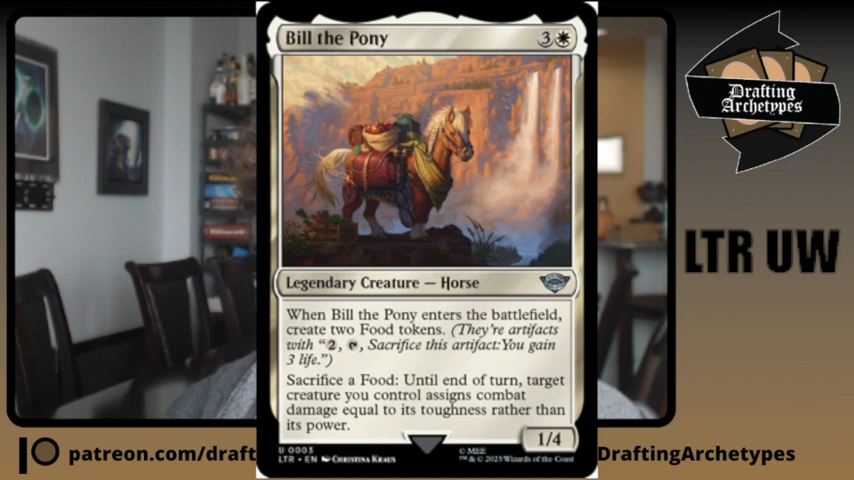 Bill the Pony 3
Drafting
Archetypes
LTR UW
Legendary Creature — Horse
When Bill the Pony enters the battlefield,
create two Food tokens. (They're artifacts
with "2, , Sacrifice this artifact:You gain
3 life.")
Sacrifice a Food: Until end of turn, target
creature you control assigns combat
damage equal to its toughness rather than
its power.
1/4
U 0003
LTR • EN Christina Kraus
© MEE
™ & © 2023 Wizards of the Coast
patreon.com/draft
DraftingArchetypes